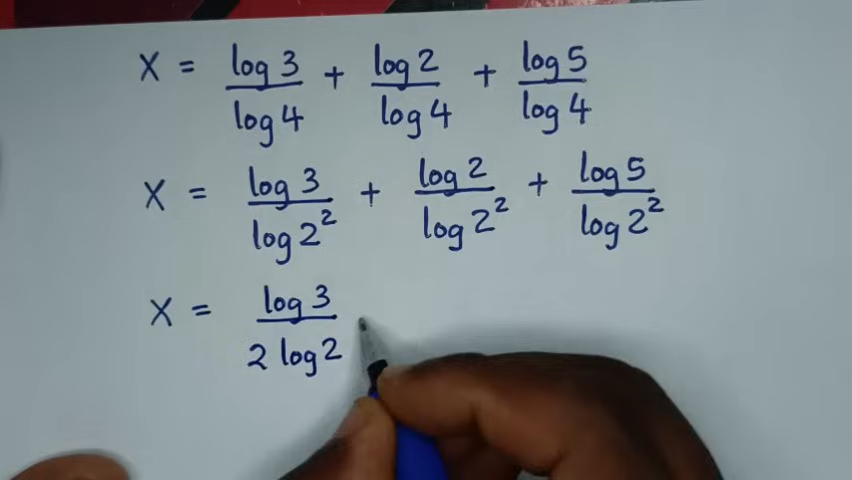 x = log 3 / log 4 + log 2 / log 4 + log 5 / log 4
x = log 3 / log 2² + log 2 / log 2² + log 5 / log 2²
x = log 3 / 2 log 2